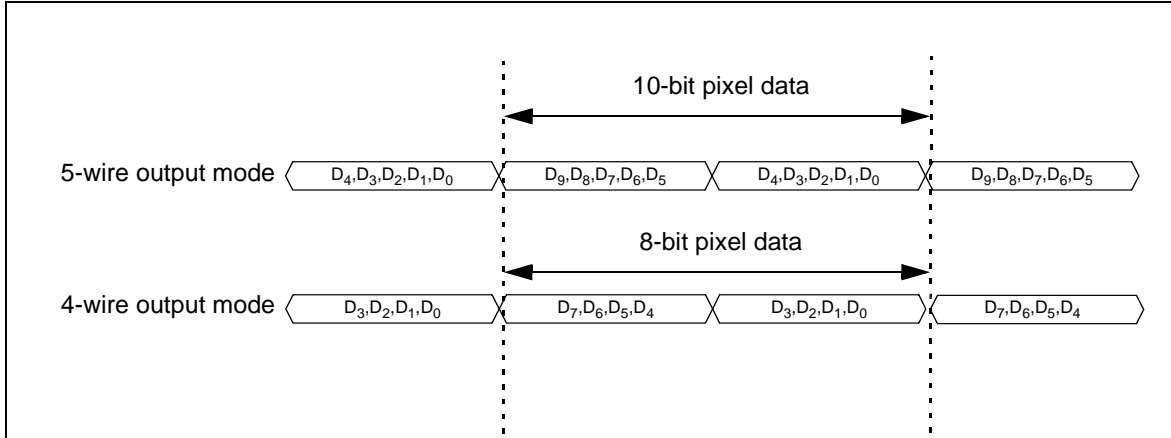 10-bit pixel data
5-wire output mode D4,D3,D2,D1,D0 D9,D8,D7,D6,D5 D4,D3,D2,D1,D0 D9,D8,D7,D6,D5
8-bit pixel data
4-wire output mode D3,D2,D1,D0 D7,D6,D5,D4 D3,D2,D1,D0 D7,D6,D5,D4